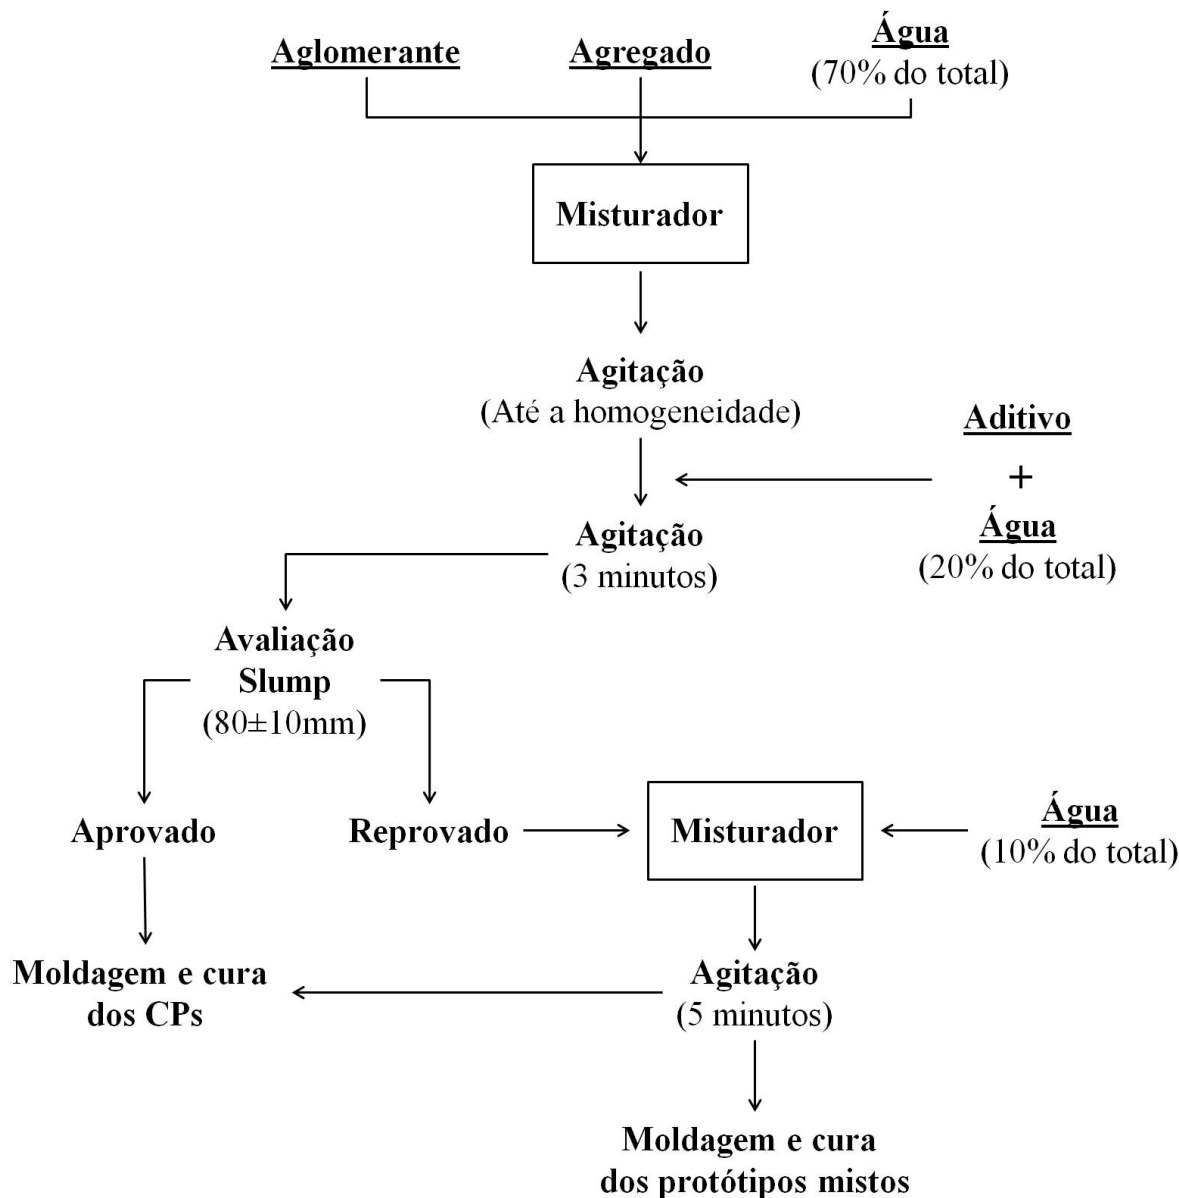 Aglomerante
Agregado
Água
(70% do total)
Misturador
Agitação
(Até a homogeneidade)
Aditivo
+
Água
(20% do total)
Agitação
(3 minutos)
Avaliação
Slump
(80±10mm)
Aprovado
Reprovado
Misturador
Água
(10% do total)
Moldagem e cura
dos CPs
Agitação
(5 minutos)
Moldagem e cura
dos protótipos mistos